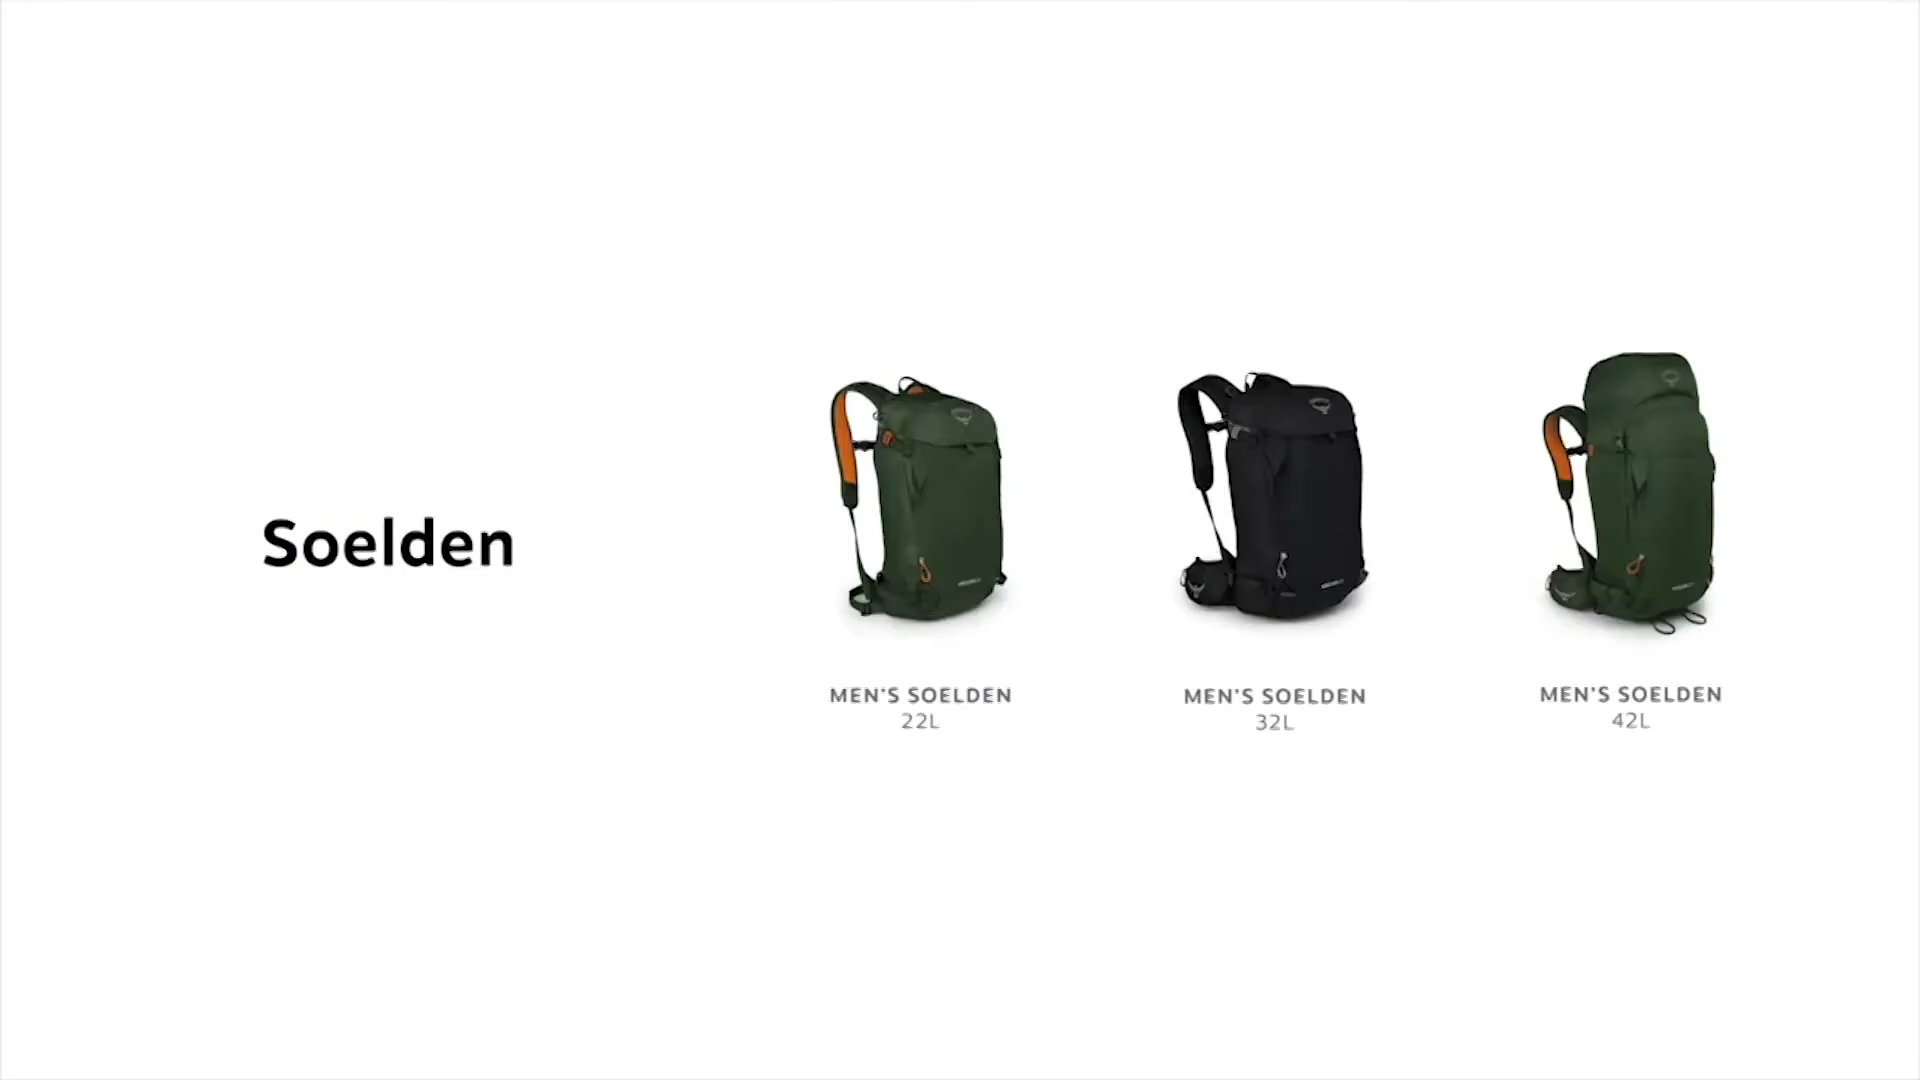 Soelden
MEN'S SOELDEN
22L
MEN'S SOELDEN
32L
MEN'S SOELDEN
42L